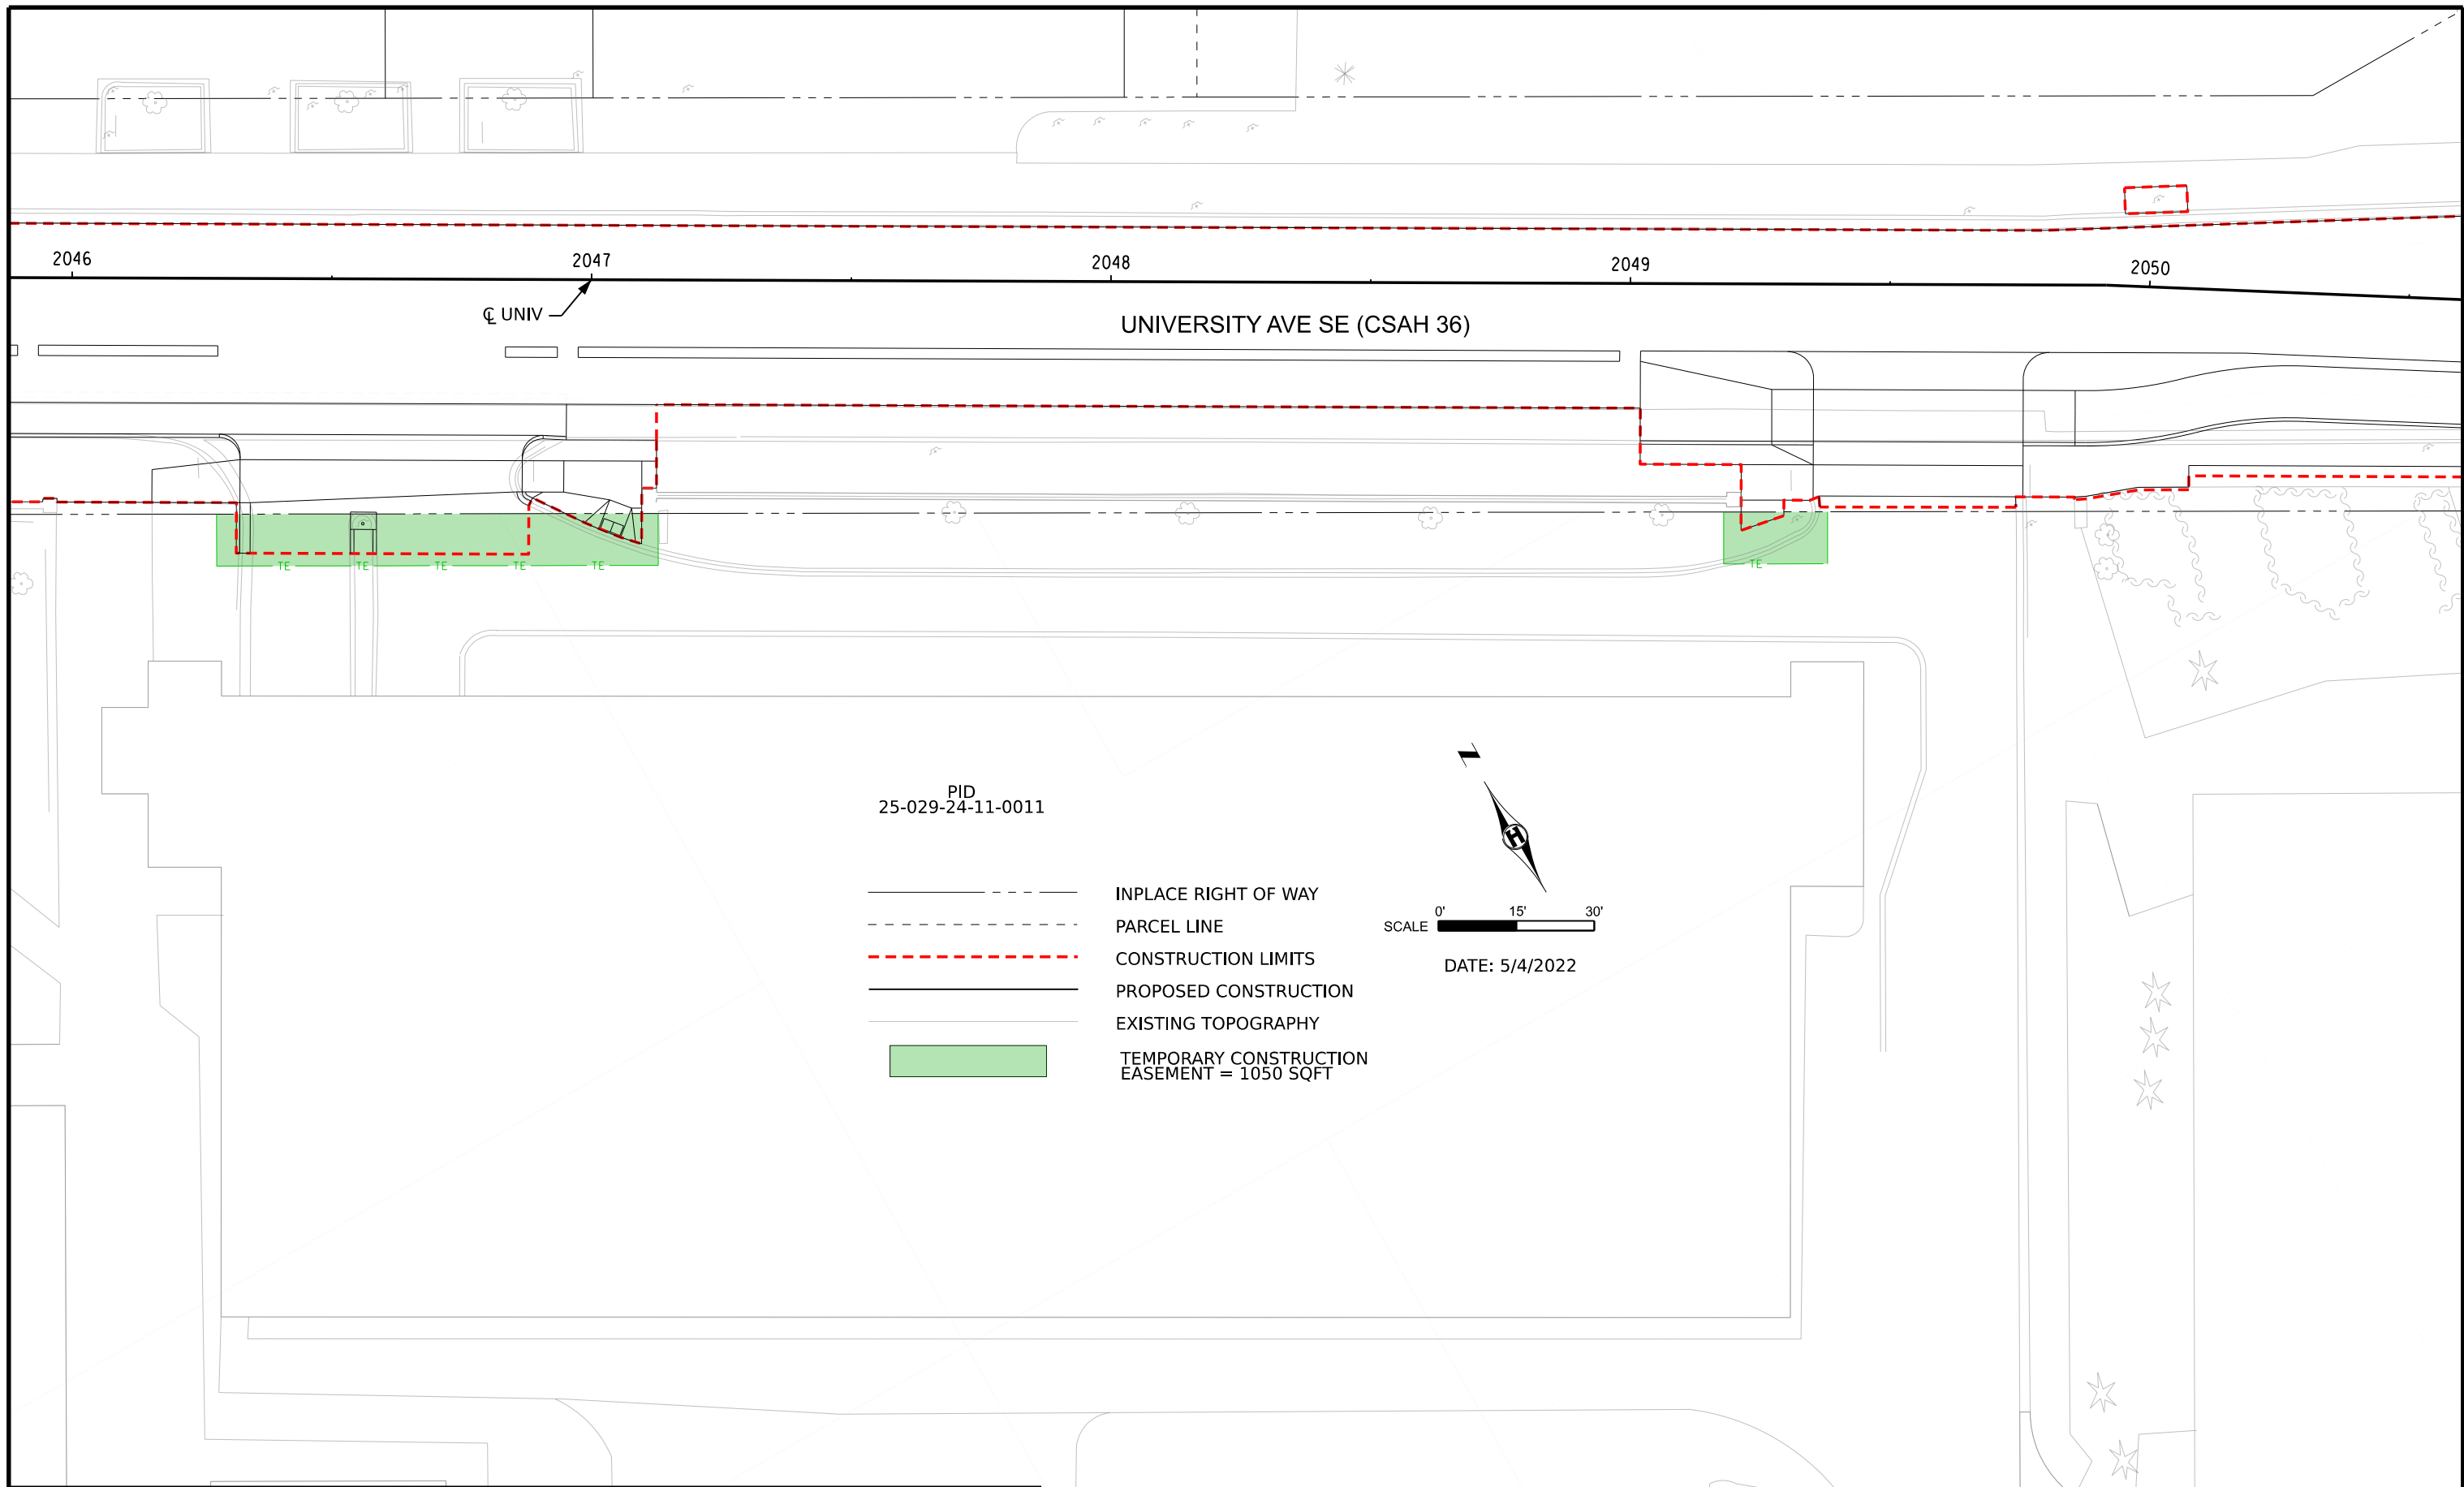 2046
2047
2048
2049
2050
℄ UNIV
UNIVERSITY AVE SE (CSAH 36)
TE
TE
TE
TE
TE
TE
N
H
PID
25-029-24-11-0011
INPLACE RIGHT OF WAY
PARCEL LINE
CONSTRUCTION LIMITS
PROPOSED CONSTRUCTION
EXISTING TOPOGRAPHY
TEMPORARY CONSTRUCTION
EASEMENT = 1050 SQFT
0' 15' 30'
SCALE
DATE: 5/4/2022